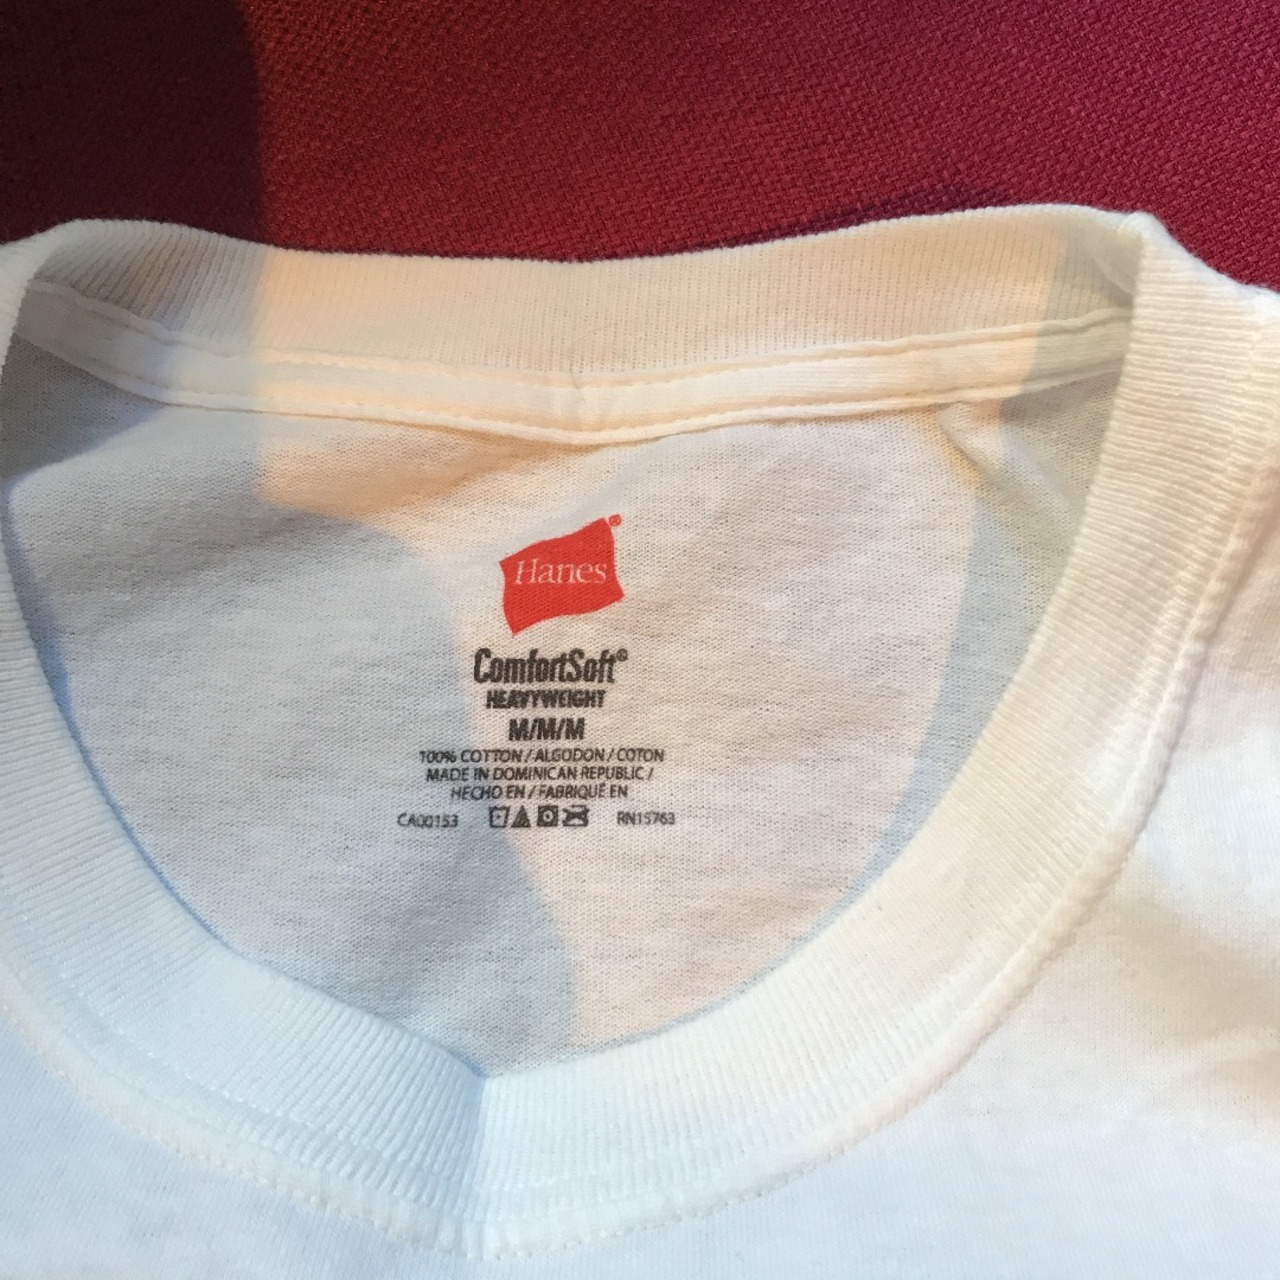 Hanes®
ComfortSoft®
HEAVYWEIGHT
M/M/M
100% COTTON / ALGODON / COTON
MADE IN DOMINICAN REPUBLIC /
HECHO EN / FABRIQUÉ EN
CA00153 RN15763